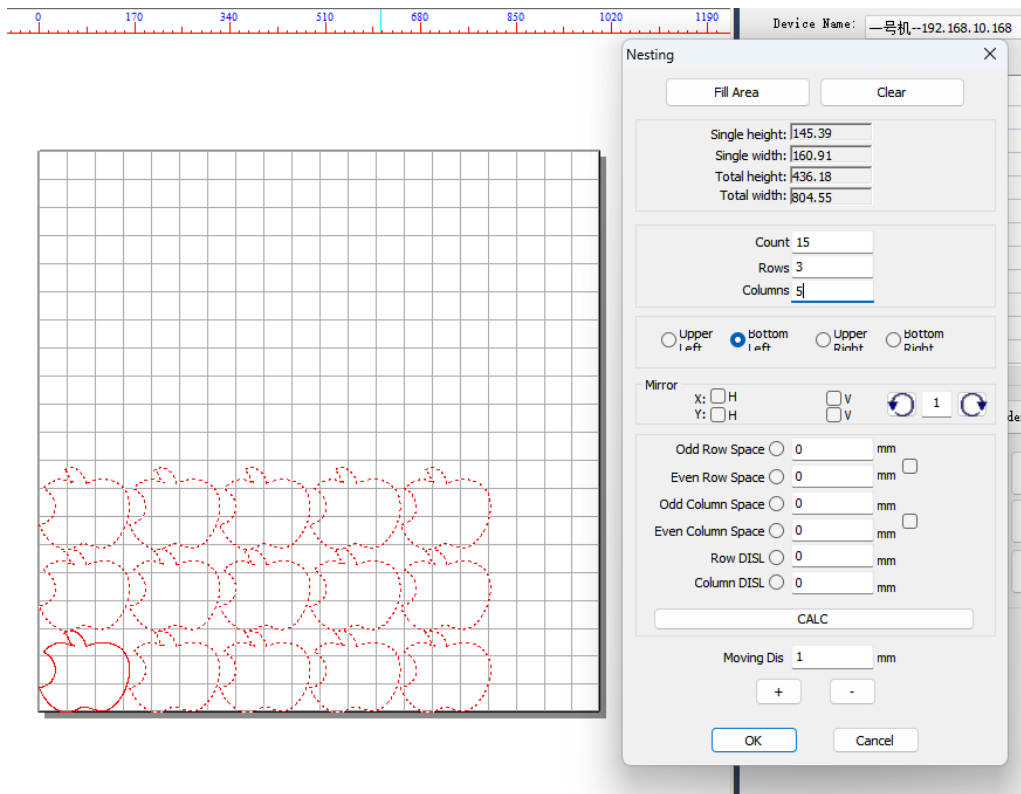 0 170 340 510 680 850 1020 1190
Device Name: 一号机--192.168.10.168
Nesting
Fill Area Clear
Single height: 145.39
Single width: 160.91
Total height: 436.18
Total width: 804.55
Count 15
Rows 3
Columns 5
Upper Left Bottom Left Upper Right Bottom Right
Mirror
X: H V
Y: H V
1
Odd Row Space 0 mm
Even Row Space 0 mm
Odd Column Space 0 mm
Even Column Space 0 mm
Row DISL 0 mm
Column DISL 0 mm
CALC
Moving Dis 1 mm
+ -
OK Cancel